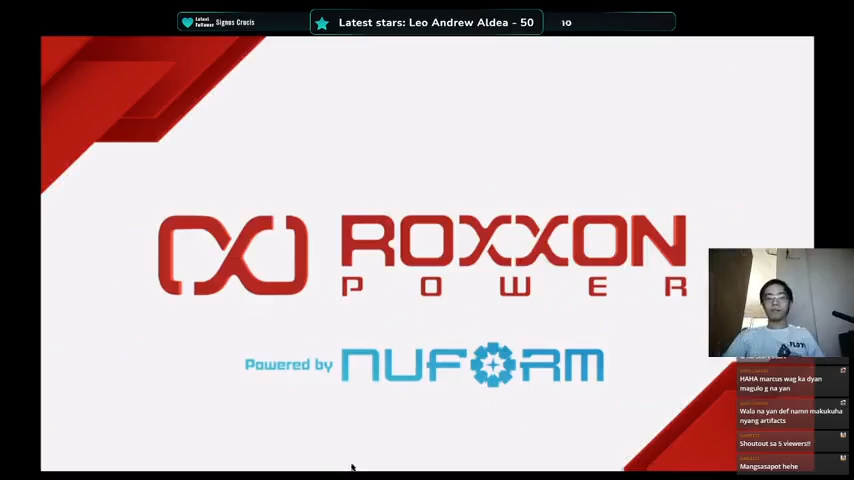 Latest
Follower
Signus Crucis
Latest stars: Leo Andrew Aldea - 50
10
ROXXON
POWER
Powered by NUFORM
HAHA marcus wag ka dyan
magulo g na yan
Wala na yan def namn makukuha
nyang artifacts
Shoutout sa 5 viewers!!
Mangsasapot hehe